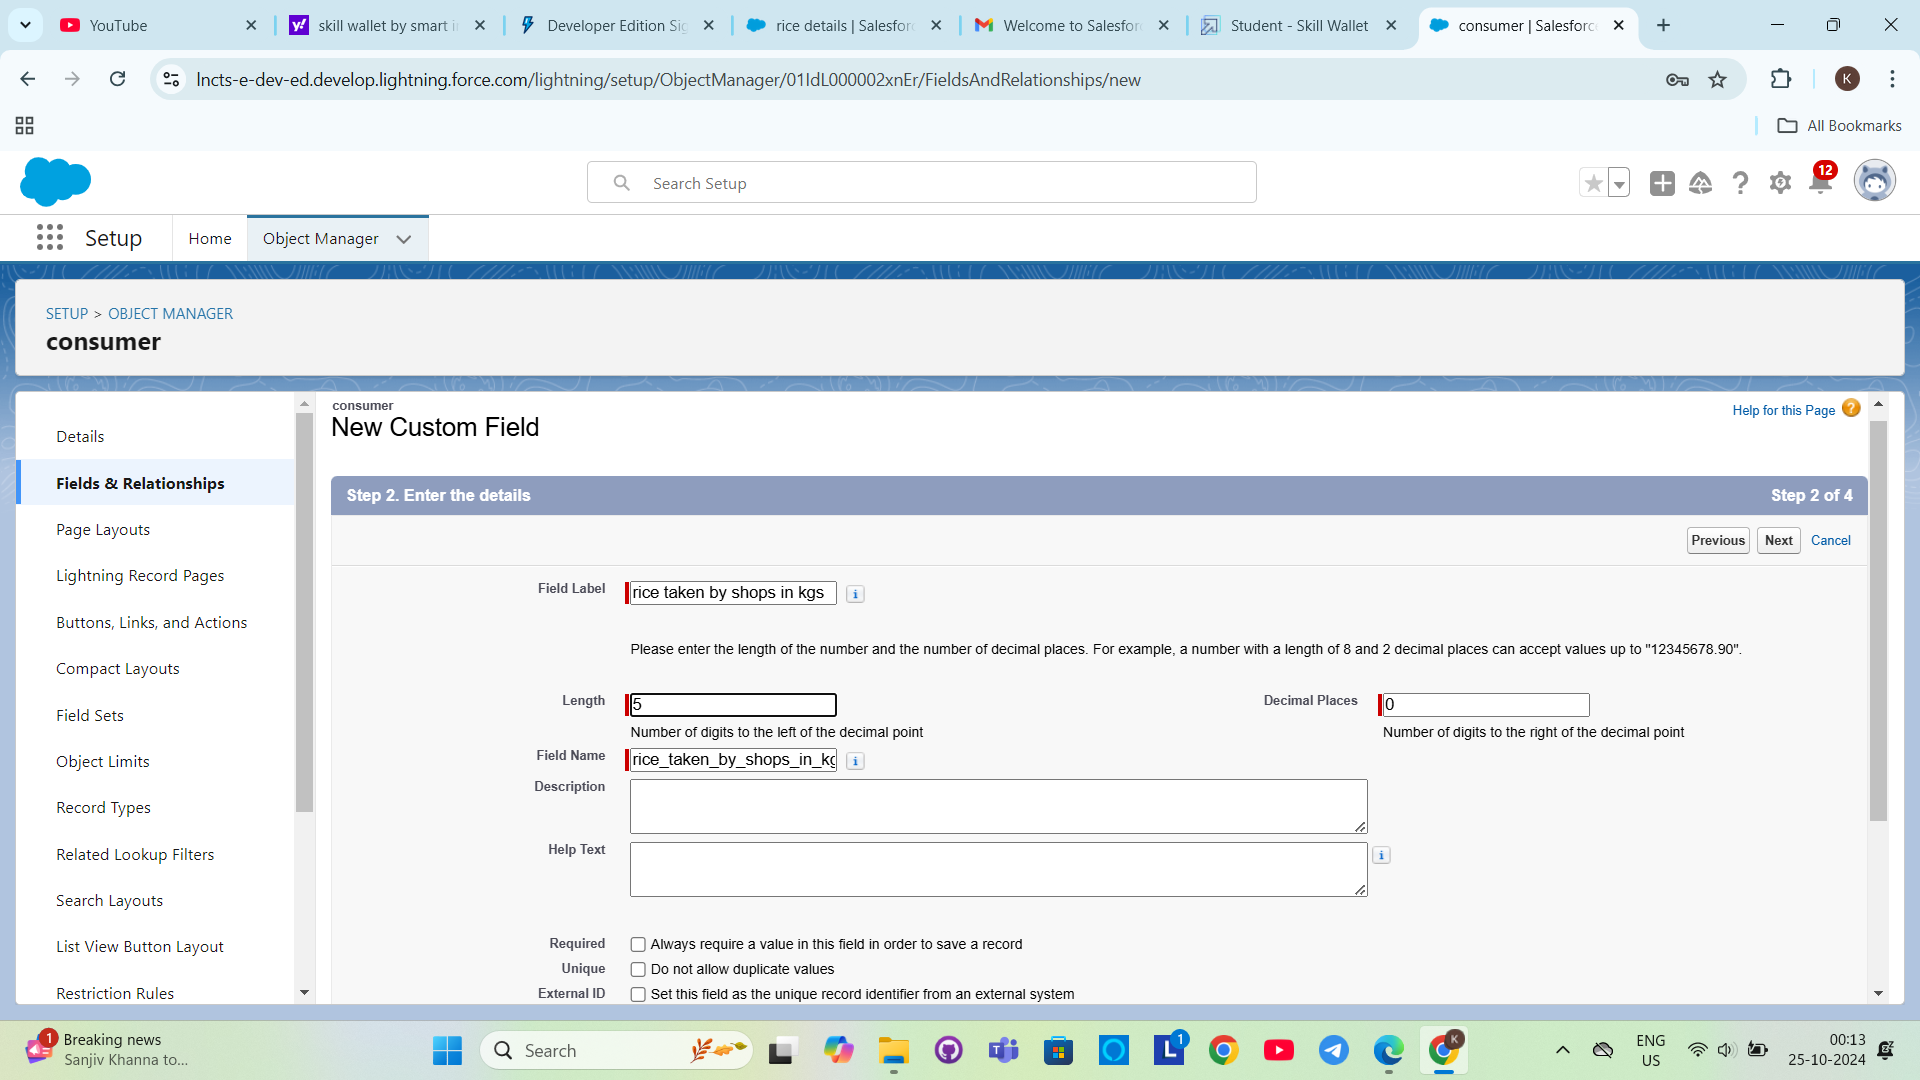 YouTube
skill wallet by smart in
Developer Edition Sig
rice details | Salesforc
Welcome to Salesfor
Student - Skill Wallet
consumer | Salesforce
lncts-e-dev-ed.develop.lightning.force.com/lightning/setup/ObjectManager/01IdL000002xnEr/FieldsAndRelationships/new
K
All Bookmarks
Search Setup
12
Setup
Home
Object Manager
SETUP > OBJECT MANAGER
consumer
Details
Fields & Relationships
Page Layouts
Lightning Record Pages
Buttons, Links, and Actions
Compact Layouts
Field Sets
Object Limits
Record Types
Related Lookup Filters
Search Layouts
List View Button Layout
Restriction Rules
consumer
New Custom Field
Help for this Page
Step 2. Enter the details
Step 2 of 4
Previous
Next
Cancel
Field Label
rice taken by shops in kgs
Please enter the length of the number and the number of decimal places. For example, a number with a length of 8 and 2 decimal places can accept values up to "12345678.90".
Length
5
Number of digits to the left of the decimal point
Decimal Places
0
Number of digits to the right of the decimal point
Field Name
rice_taken_by_shops_in_kg
Description
Help Text
Required
Always require a value in this field in order to save a record
Unique
Do not allow duplicate values
External ID
Set this field as the unique record identifier from an external system
1
Breaking news
Sanjiv Khanna to...
Search
1
K
ENG
US
00:13
25-10-2024